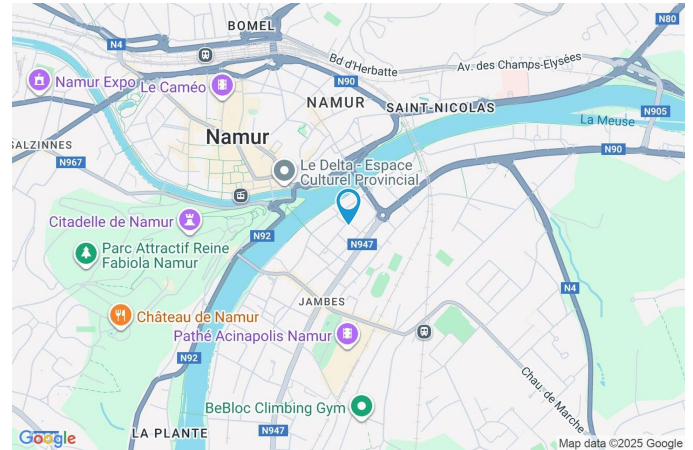 BOMEL
N4
N80
Bd d'Herbatte
Av. des Champs-Elysées
Namur Expo
Le Caméo
N90
NAMUR
SAINT-NICOLAS
N905
La Meuse
Namur
SALZINNES
N967
N90
Le Delta - Espace
Culturel Provincial
Citadelle de Namur
N92
N947
Parc Attractif Reine
Fabiola Namur
N4
JAMBES
Château de Namur
Pathé Acinapolis Namur
N92
Chau. de Marche
BeBloc Climbing Gym
LA PLANTE
N947
Google
Map data ©2025 Google